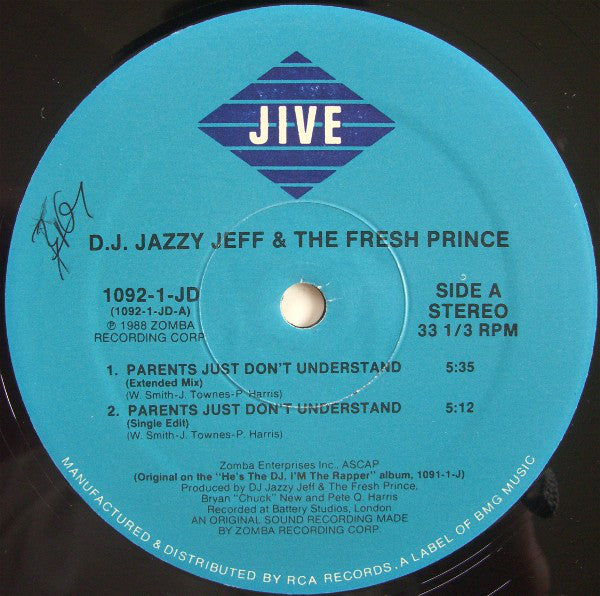 JIVE
D.J. JAZZY JEFF & THE FRESH PRINCE
1092-1-JD
(1092-1-JD-A)
℗ 1988 ZOMBA
RECORDING CORP.
SIDE A
STEREO
33 1/3 RPM
1. PARENTS JUST DON'T UNDERSTAND 5:35
(Extended Mix)
(W. Smith-J. Townes-P. Harris)
2. PARENTS JUST DON'T UNDERSTAND 5:12
(Single Edit)
(W. Smith-J. Townes-P. Harris)
Zomba Enterprises Inc., ASCAP
(Original on the "He's The DJ. I'M The Rapper" album, 1091-1-J)
Produced by DJ Jazzy Jeff & The Fresh Prince,
Bryan "Chuck" New and Pete Q. Harris
Recorded at Battery Studios, London
AN ORIGINAL SOUND RECORDING MADE
BY ZOMBA RECORDING CORP.
MANUFACTURED & DISTRIBUTED BY RCA RECORDS. A LABEL OF BMG MUSIC